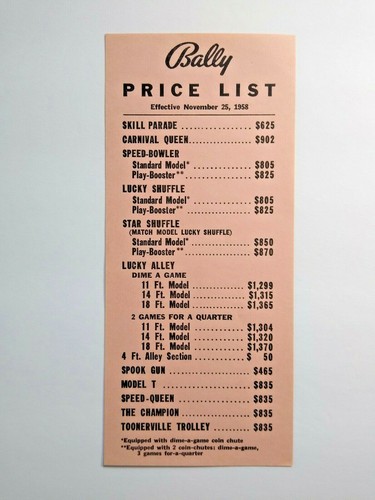 Bally
PRICE LIST
Effective November 25, 1958
SKILL PARADE ................ $625
CARNIVAL QUEEN............... $902
SPEED-BOWLER
Standard Model* .............. $805
Play-Booster**................ $825
LUCKY SHUFFLE
Standard Model* .............. $805
Play-Booster** ............... $825
STAR SHUFFLE
(MATCH MODEL LUCKY SHUFFLE)
Standard Model* .............. $850
Play-Booster** ............... $870
LUCKY ALLEY
DIME A GAME
11 Ft. Model ........... $1,299
14 Ft. Model ........... $1,315
18 Ft. Model ........... $1,365
2 GAMES FOR A QUARTER
11 Ft. Model ........... $1,304
14 Ft. Model ........... $1,320
18 Ft. Model ........... $1,370
4 Ft. Alley Section ....... $ 50
SPOOK GUN ................... $465
MODEL T ..................... $835
SPEED-QUEEN ................. $835
THE CHAMPION ................ $835
TOONERVILLE TROLLEY ......... $835
*Equipped with dime-a-game coin chute
**Equipped with 2 coin-chutes: dime-a-game,
2 games for-a-quarter